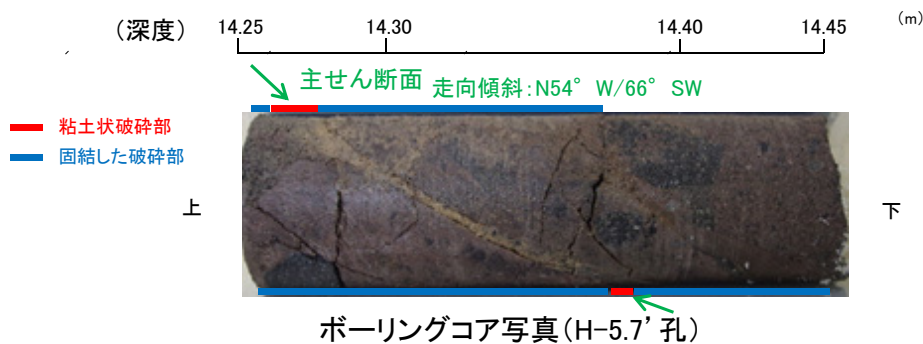 (深度) 14.25 14.30 14.40 14.45 (m)
主せん断面 走向傾斜:N54° W/66° SW
粘土状破砕部
固結した破砕部
上
下
ボーリングコア写真(H-5.7’孔)